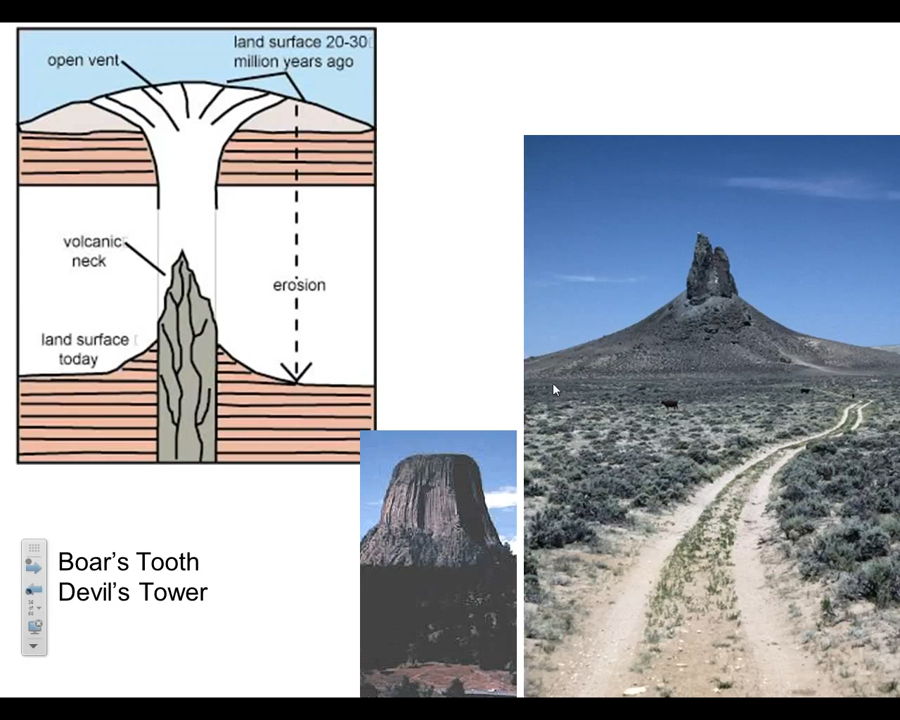 land surface 20-30
million years ago
open vent
volcanic
neck
erosion
land surface
today
Boar's Tooth
Devil's Tower